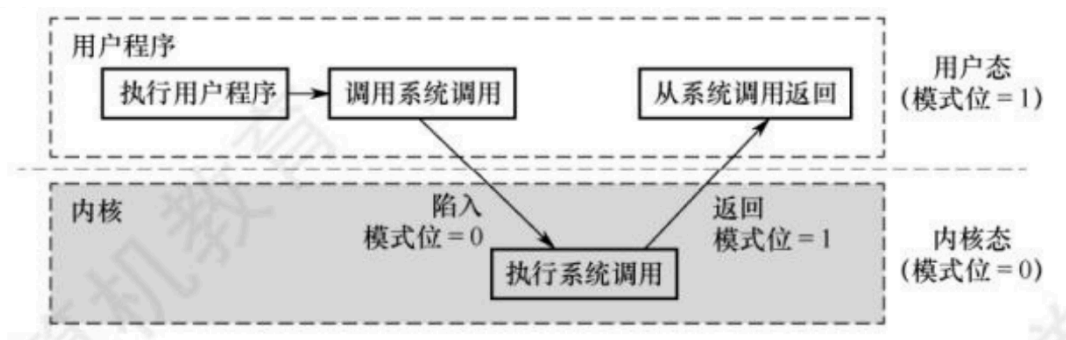 用户程序
执行用户程序
调用系统调用
从系统调用返回
用户态
(模式位=1)
内核
陷入
模式位=0
返回
模式位=1
执行系统调用
内核态
(模式位=0)
机教育